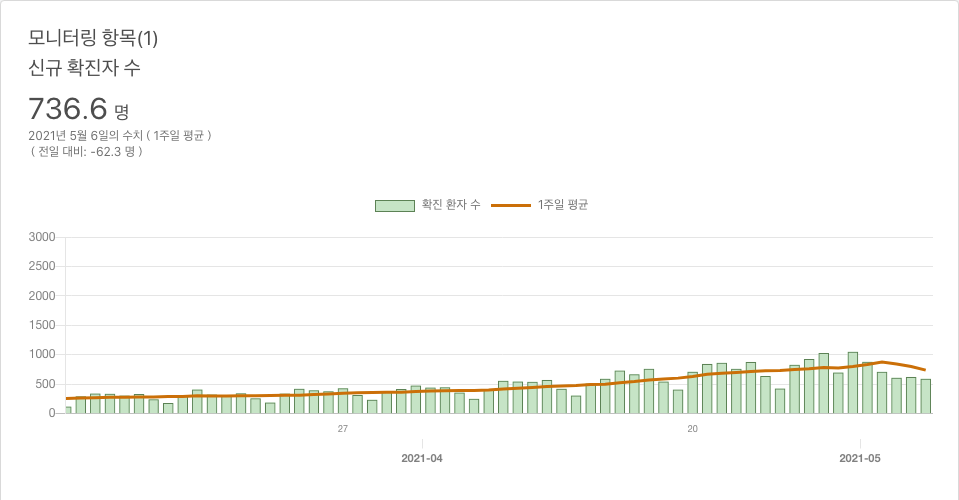 모니터링 항목(1)
신규 확진자 수
736.6 명
2021년 5월 6일의 수치 ( 1주일 평균 )
( 전일 대비: -62.3 명 )
확진 환자 수 1주일 평균
3000
2500
2000
1500
1000
500
0
27 20
2021-04 2021-05